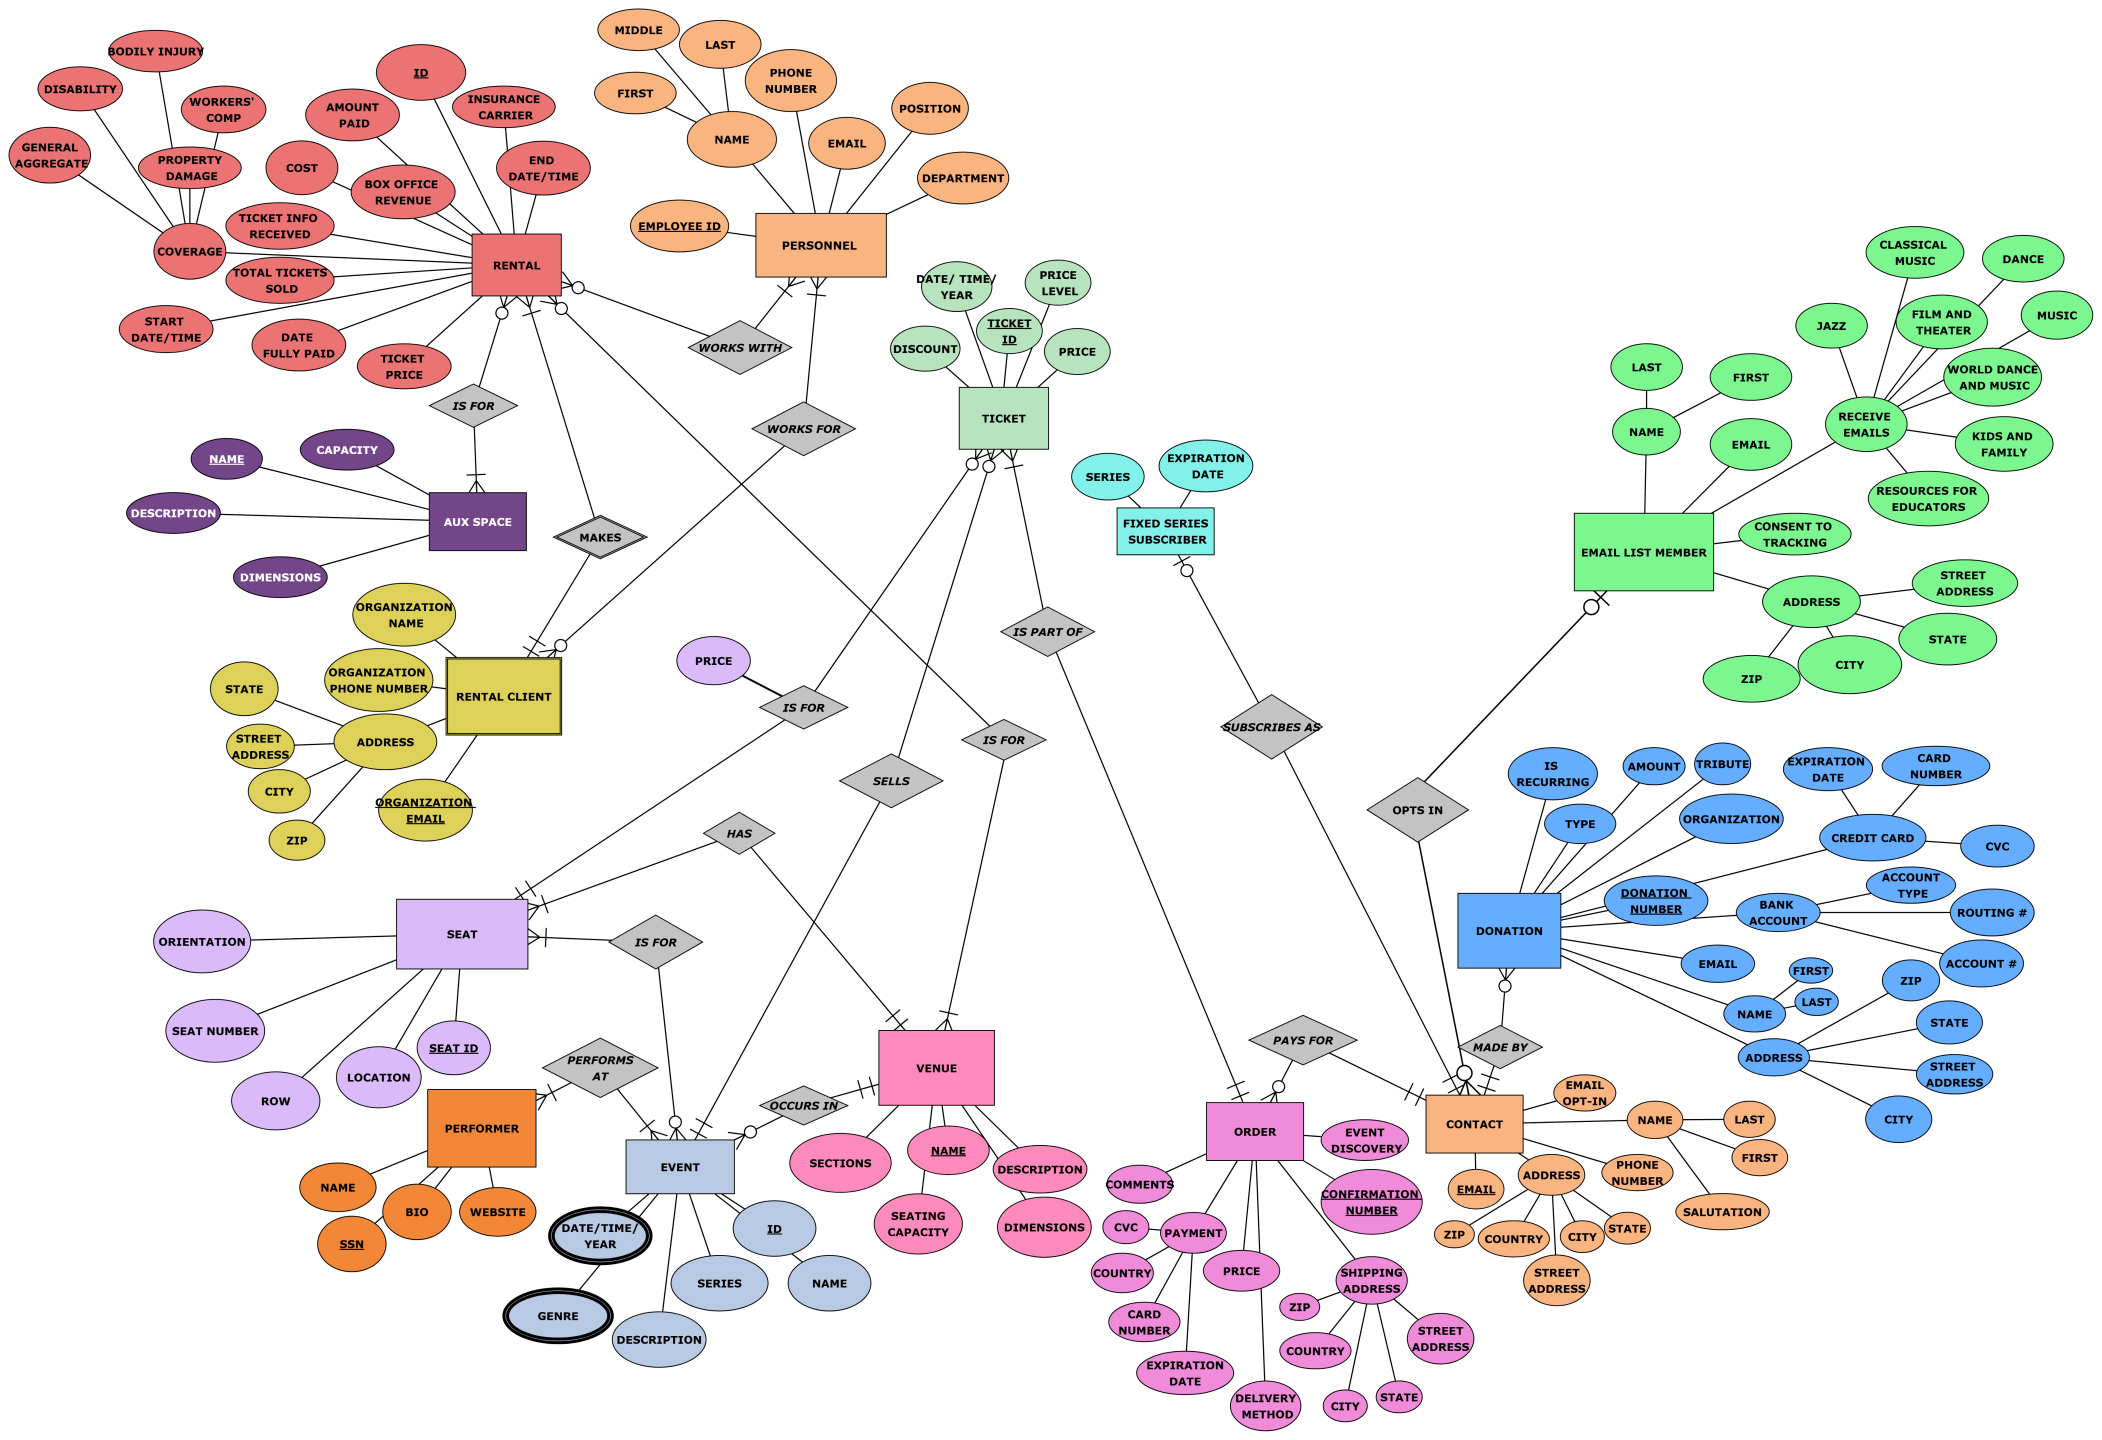 MIDDLE
LAST
BODILY INJURY
ID
PHONE
NUMBER
DISABILITY
WORKERS'
COMP
AMOUNT
PAID
INSURANCE
CARRIER
FIRST
POSITION
NAME
EMAIL
GENERAL
AGGREGATE
PROPERTY
DAMAGE
COST
BOX OFFICE
REVENUE
END
DATE/TIME
DEPARTMENT
TICKET INFO
RECEIVED
EMPLOYEE ID
PERSONNEL
COVERAGE
RENTAL
TOTAL TICKETS
SOLD
START
DATE/TIME
DATE
FULLY PAID
TICKET
PRICE
WORKS WITH
IS FOR
WORKS FOR
DATE/ TIME/
YEAR
PRICE
LEVEL
TICKET
ID
DISCOUNT
PRICE
TICKET
CLASSICAL
MUSIC
DANCE
JAZZ
FILM AND
THEATER
MUSIC
LAST
FIRST
WORLD DANCE
AND MUSIC
NAME
EMAIL
RECEIVE
EMAILS
KIDS AND
FAMILY
RESOURCES FOR
EDUCATORS
NAME
CAPACITY
DESCRIPTION
AUX SPACE
DIMENSIONS
MAKES
SERIES
EXPIRATION
DATE
FIXED SERIES
SUBSCRIBER
EMAIL LIST MEMBER
CONSENT TO
TRACKING
ADDRESS
STREET
ADDRESS
STATE
CITY
ZIP
ORGANIZATION
NAME
ORGANIZATION
PHONE NUMBER
RENTAL CLIENT
STATE
STREET
ADDRESS
ADDRESS
CITY
ZIP
ORGANIZATION
EMAIL
PRICE
IS FOR
IS PART OF
IS FOR
SELLS
SUBSCRIBES AS
OPTS IN
HAS
IS
RECURRING
AMOUNT
TRIBUTE
EXPIRATION
DATE
CARD
NUMBER
TYPE
ORGANIZATION
CREDIT CARD
CVC
DONATION
NUMBER
ACCOUNT
TYPE
BANK
ACCOUNT
ROUTING #
DONATION
EMAIL
ACCOUNT #
FIRST
LAST
NAME
ZIP
STATE
ADDRESS
STREET
ADDRESS
CITY
SEAT
ORIENTATION
IS FOR
SEAT NUMBER
SEAT ID
LOCATION
ROW
PERFORMS
AT
VENUE
OCCURS IN
PERFORMER
EVENT
NAME
BIO
WEBSITE
SSN
DATE/TIME/
YEAR
ID
GENRE
SERIES
NAME
DESCRIPTION
SECTIONS
NAME
DESCRIPTION
SEATING
CAPACITY
DIMENSIONS
PAYS FOR
MADE BY
ORDER
CONTACT
EMAIL
OPT-IN
NAME
LAST
FIRST
EVENT
DISCOVERY
COMMENTS
CONFIRMATION
NUMBER
EMAIL
ADDRESS
PHONE
NUMBER
SALUTATION
ZIP
COUNTRY
CITY
STATE
STREET
ADDRESS
CVC
PAYMENT
COUNTRY
PRICE
CARD
NUMBER
EXPIRATION
DATE
DELIVERY
METHOD
SHIPPING
ADDRESS
ZIP
COUNTRY
STREET
ADDRESS
CITY
STATE